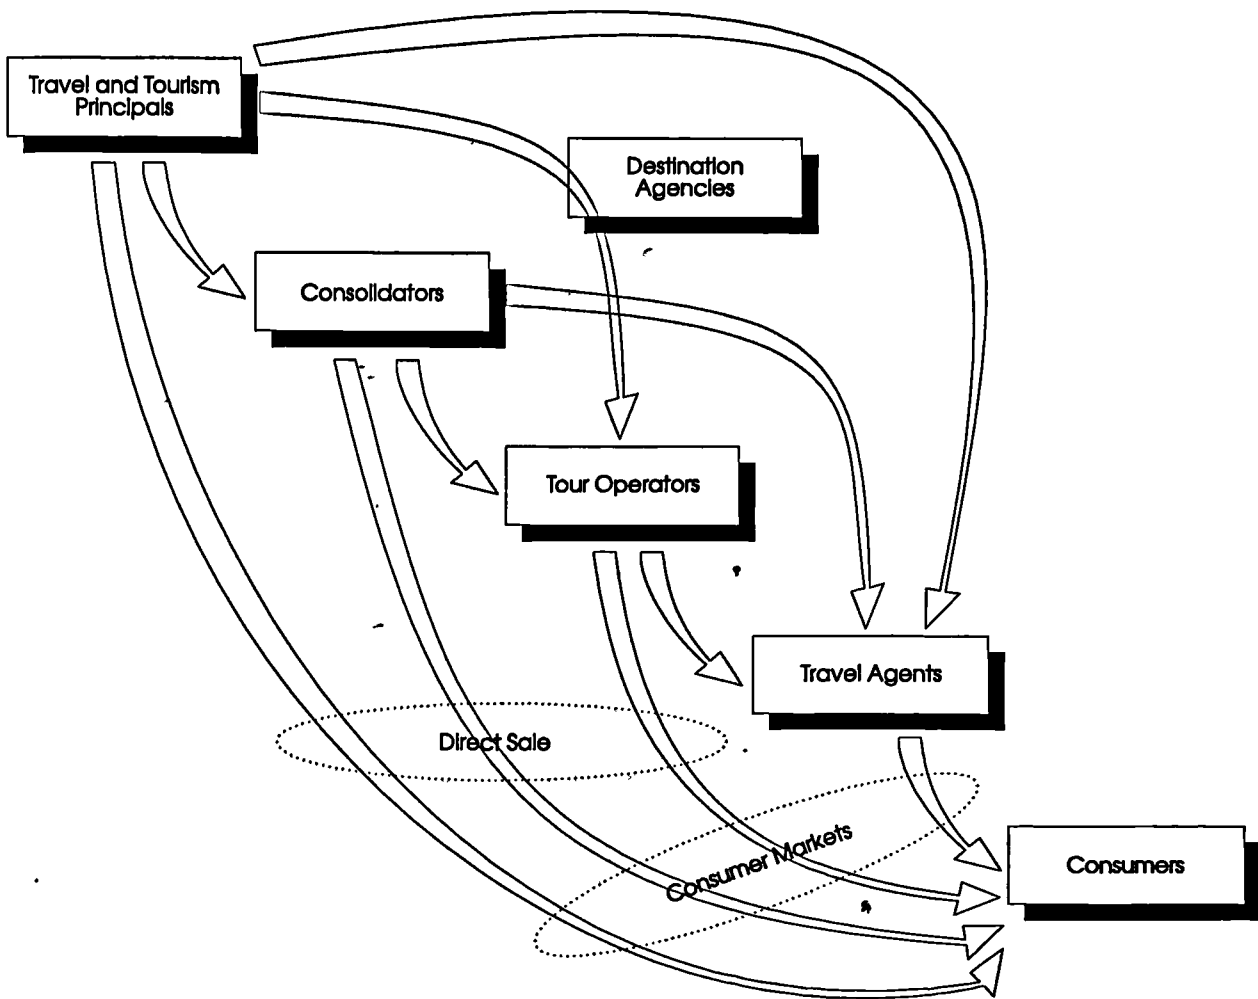 Travel and Tourism
Principals
Destination
Agencies
Consolidators
Tour Operators
Travel Agents
Direct Sale
Consumer Markets
Consumers